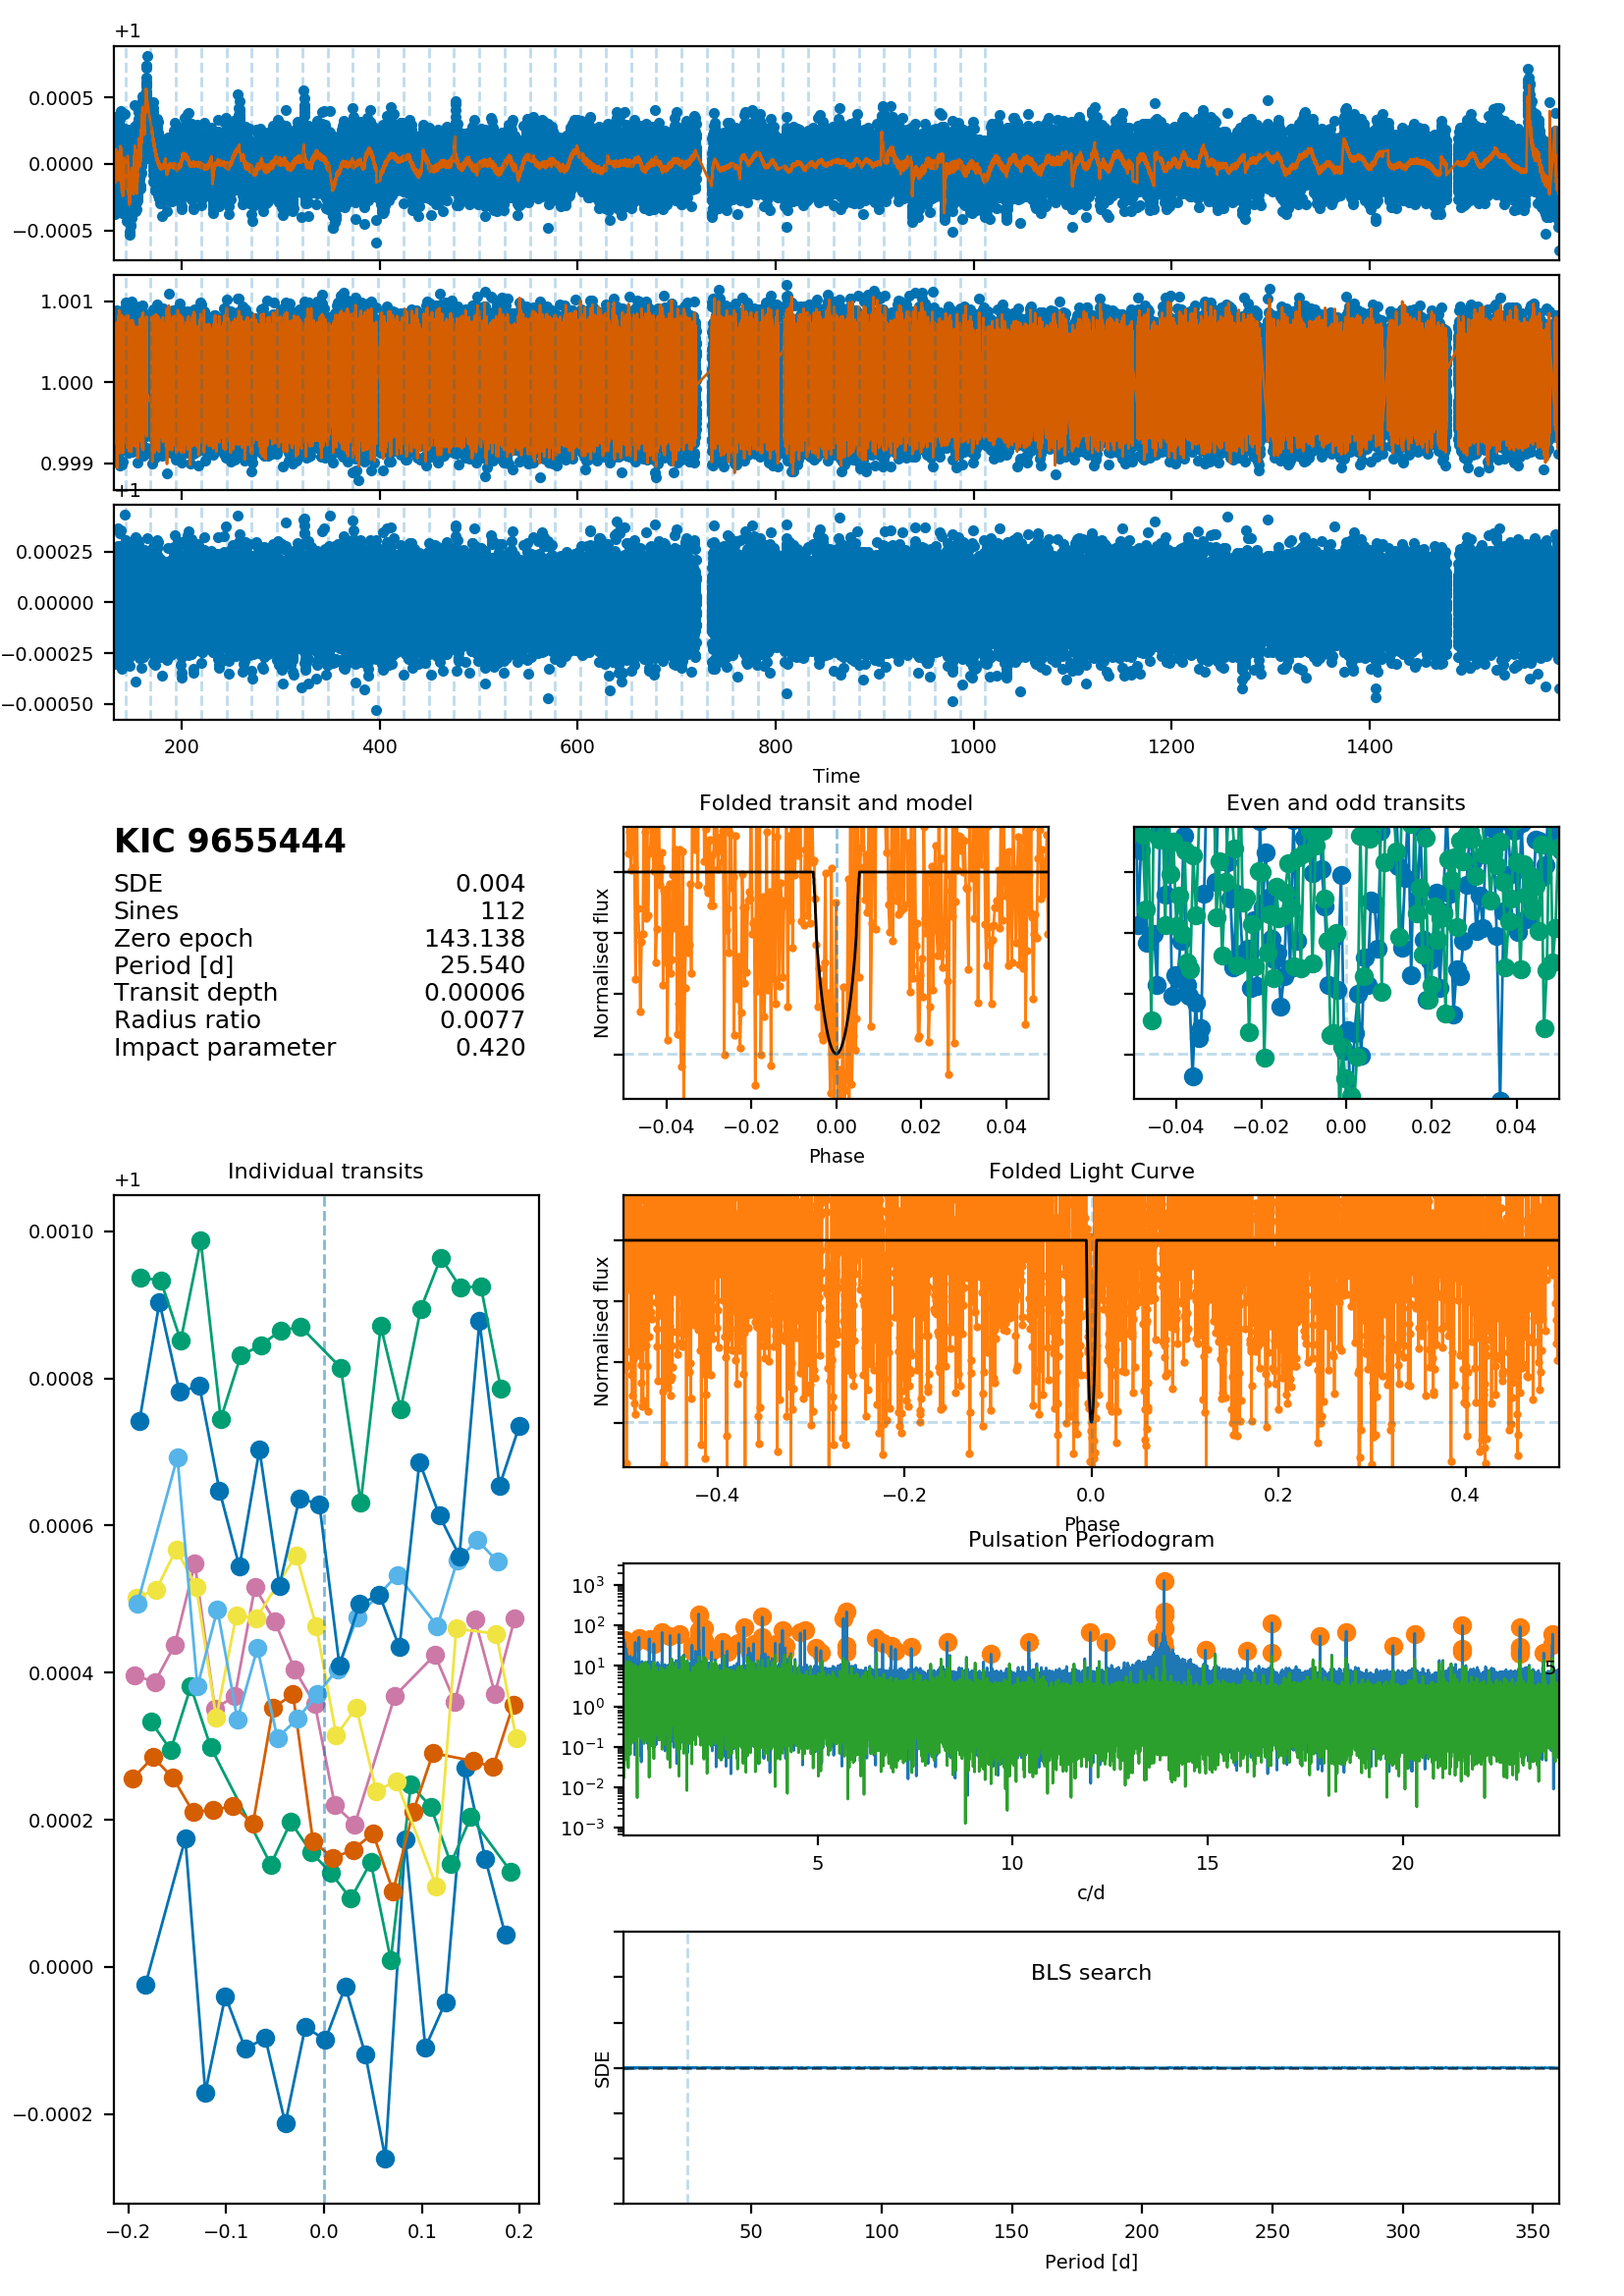 +1
0.0005
0.0000
−0.0005
1.001
1.000
0.999
+1
0.00025
0.00000
−0.00025
−0.00050
200 400 600 800 1000 1200 1400
Time
KIC 9655444
SDE 0.004
Sines 112
Zero epoch 143.138
Period [d] 25.540
Transit depth 0.00006
Radius ratio 0.0077
Impact parameter 0.420
Folded transit and model
Normalised flux
−0.04 −0.02 0.00 0.02 0.04
Phase
Even and odd transits
−0.04 −0.02 0.00 0.02 0.04
Individual transits
+1
0.0010
0.0008
0.0006
0.0004
0.0002
0.0000
−0.0002
−0.2 −0.1 0.0 0.1 0.2
Folded Light Curve
Normalised flux
−0.4 −0.2 0.0 0.2 0.4
Phase
Pulsation Periodogram
10³
10²
10¹
10⁰
10⁻¹
10⁻²
10⁻³
5
5 10 15 20
c/d
BLS search
SDE
50 100 150 200 250 300 350
Period [d]